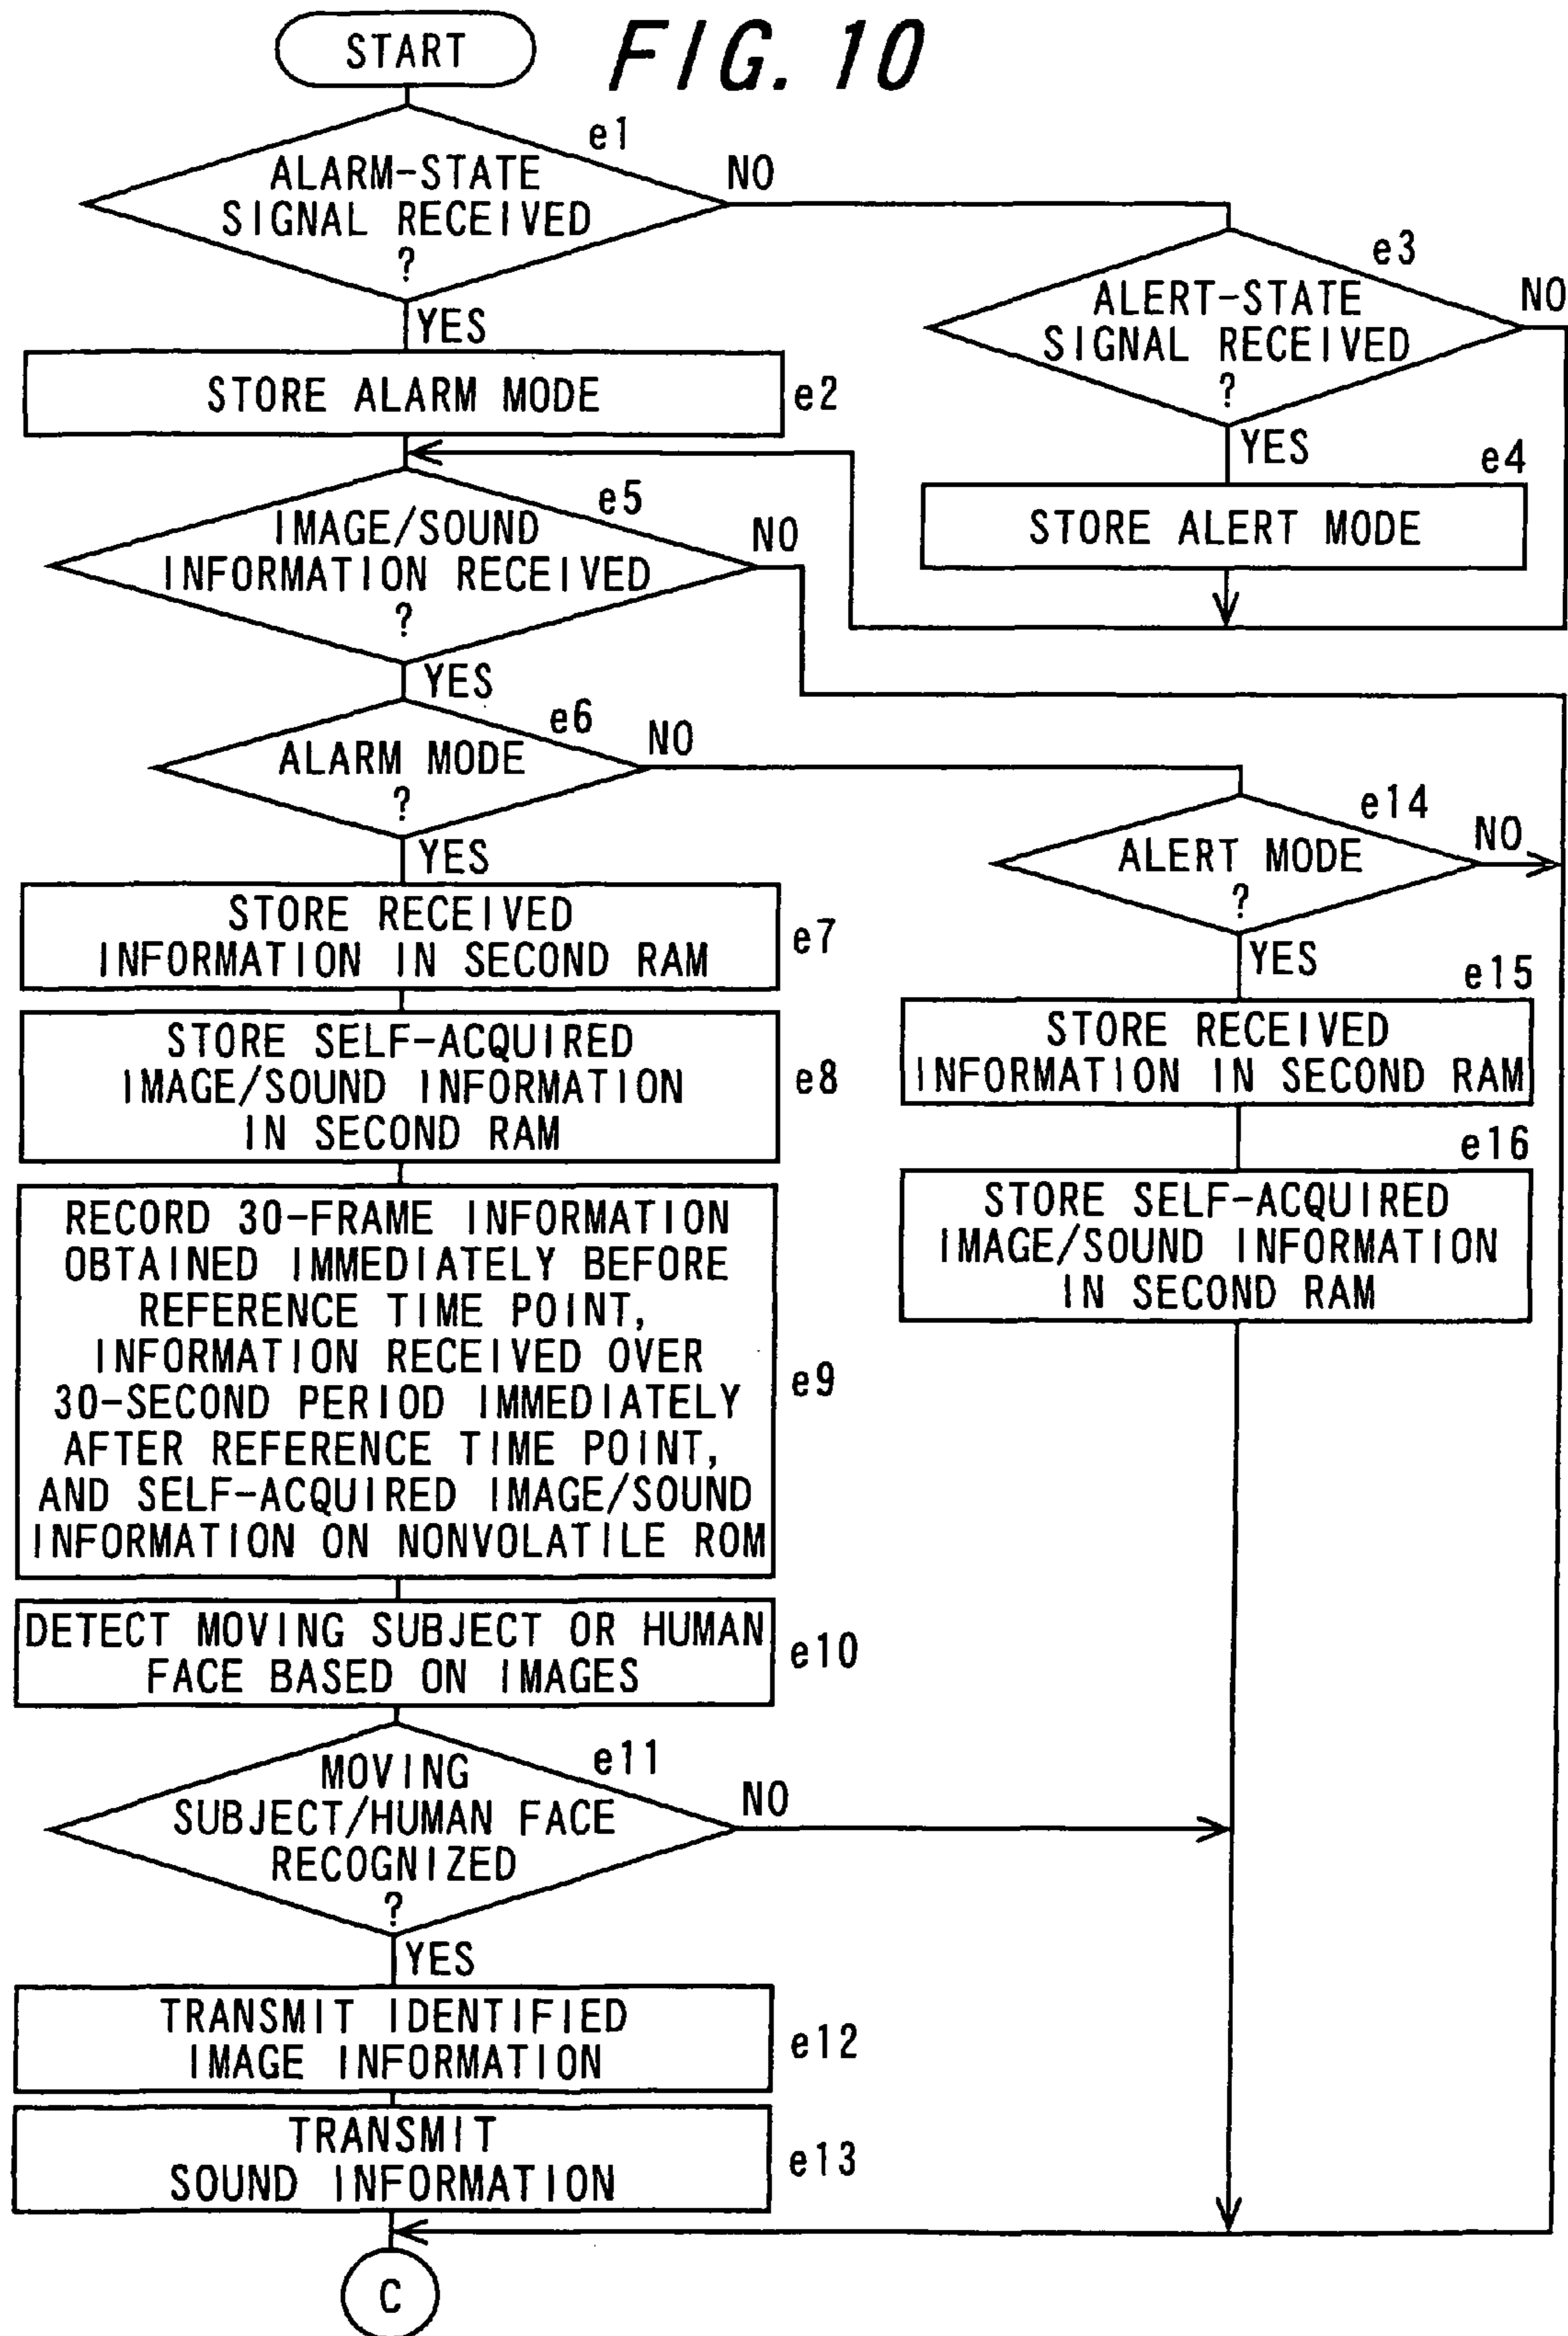 START
FIG. 10
e1
ALARM-STATE
SIGNAL RECEIVED
?
NO
YES
e3
ALERT-STATE
SIGNAL RECEIVED
?
NO
YES
STORE ALARM MODE
e2
e4
STORE ALERT MODE
e5
IMAGE/SOUND
INFORMATION RECEIVED
?
NO
YES
e6
ALARM MODE
?
NO
YES
e14
ALERT MODE
?
NO
YES
STORE RECEIVED
INFORMATION IN SECOND RAM
e7
e15
STORE RECEIVED
INFORMATION IN SECOND RAM
STORE SELF-ACQUIRED
IMAGE/SOUND INFORMATION
IN SECOND RAM
e8
e16
STORE SELF-ACQUIRED
IMAGE/SOUND INFORMATION
IN SECOND RAM
RECORD 30-FRAME INFORMATION
OBTAINED IMMEDIATELY BEFORE
REFERENCE TIME POINT,
INFORMATION RECEIVED OVER
30-SECOND PERIOD IMMEDIATELY
AFTER REFERENCE TIME POINT,
AND SELF-ACQUIRED IMAGE/SOUND
INFORMATION ON NONVOLATILE ROM
e9
DETECT MOVING SUBJECT OR HUMAN
FACE BASED ON IMAGES
e10
e11
MOVING
SUBJECT/HUMAN FACE
RECOGNIZED
?
NO
YES
TRANSMIT IDENTIFIED
IMAGE INFORMATION
e12
TRANSMIT
SOUND INFORMATION
e13
C